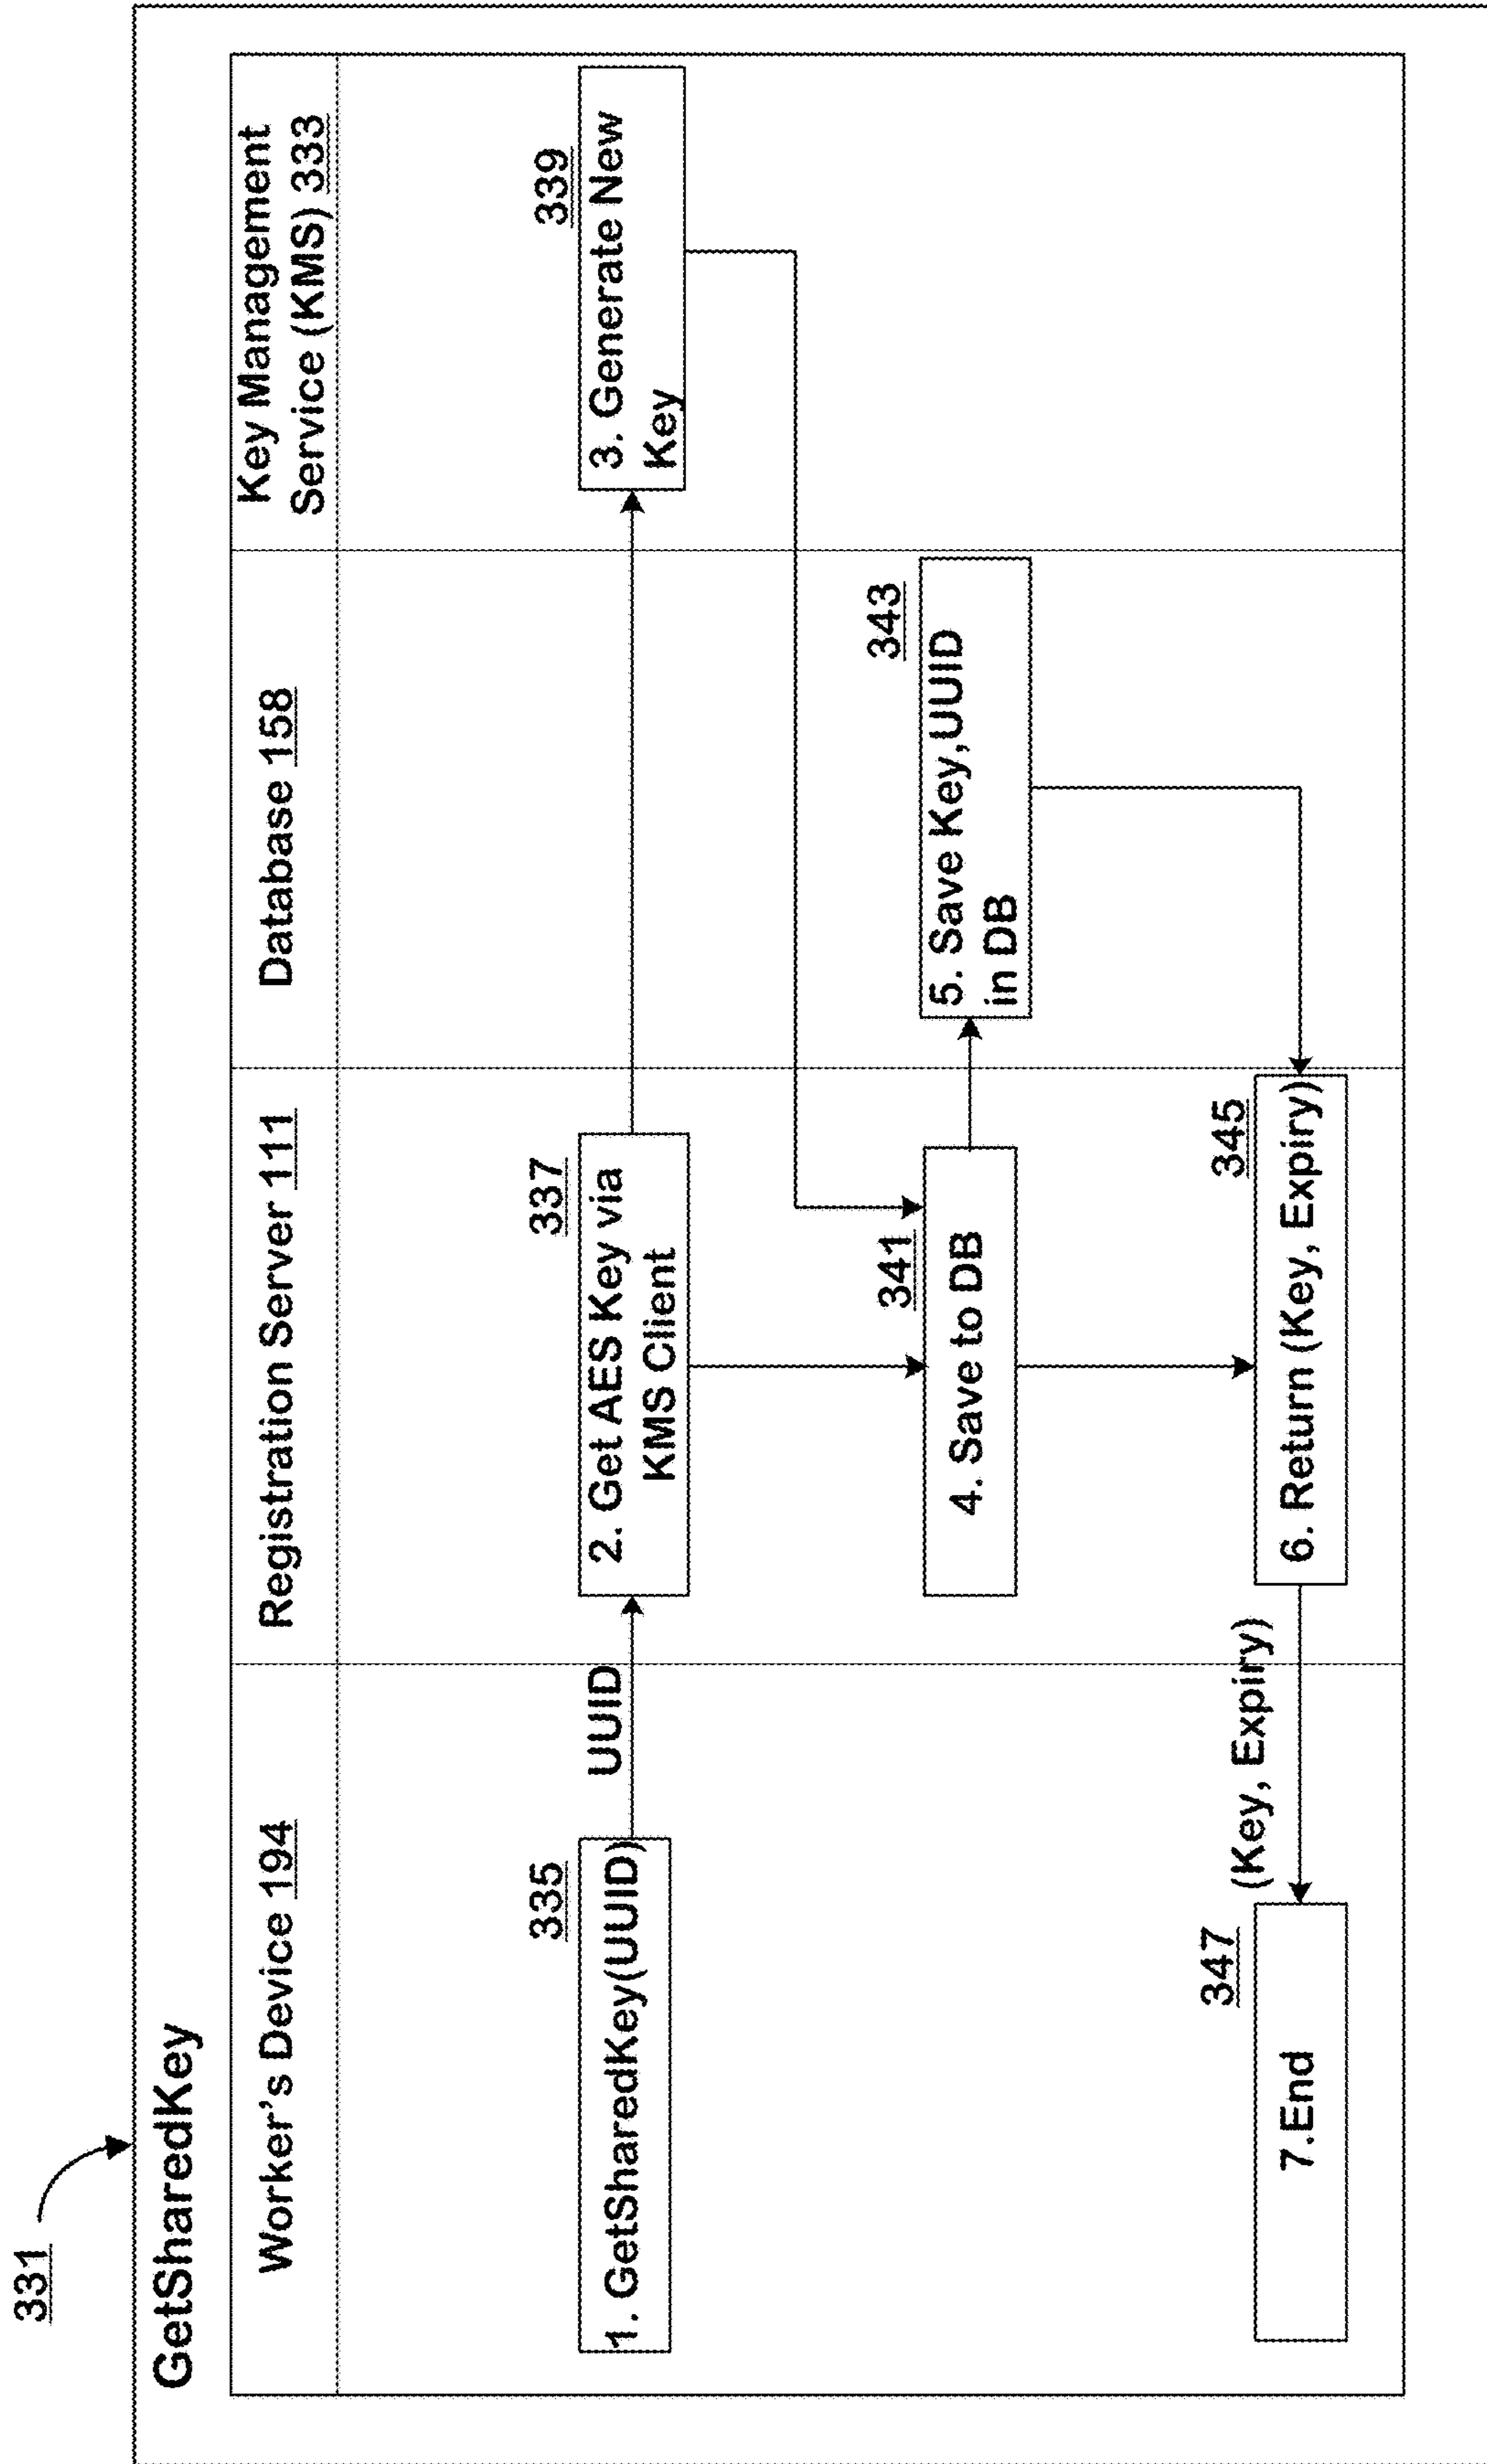 331
GetSharedKey
Worker's Device 194
Registration Server 111
Database 158
Key Management
Service (KMS) 333
335
1. GetSharedKey(UUID)
UUID
337
2. Get AES Key via
KMS Client
339
3. Generate New
Key
341
4. Save to DB
343
5. Save Key,UUID
in DB
345
6. Return (Key, Expiry)
(Key, Expiry)
347
7.End